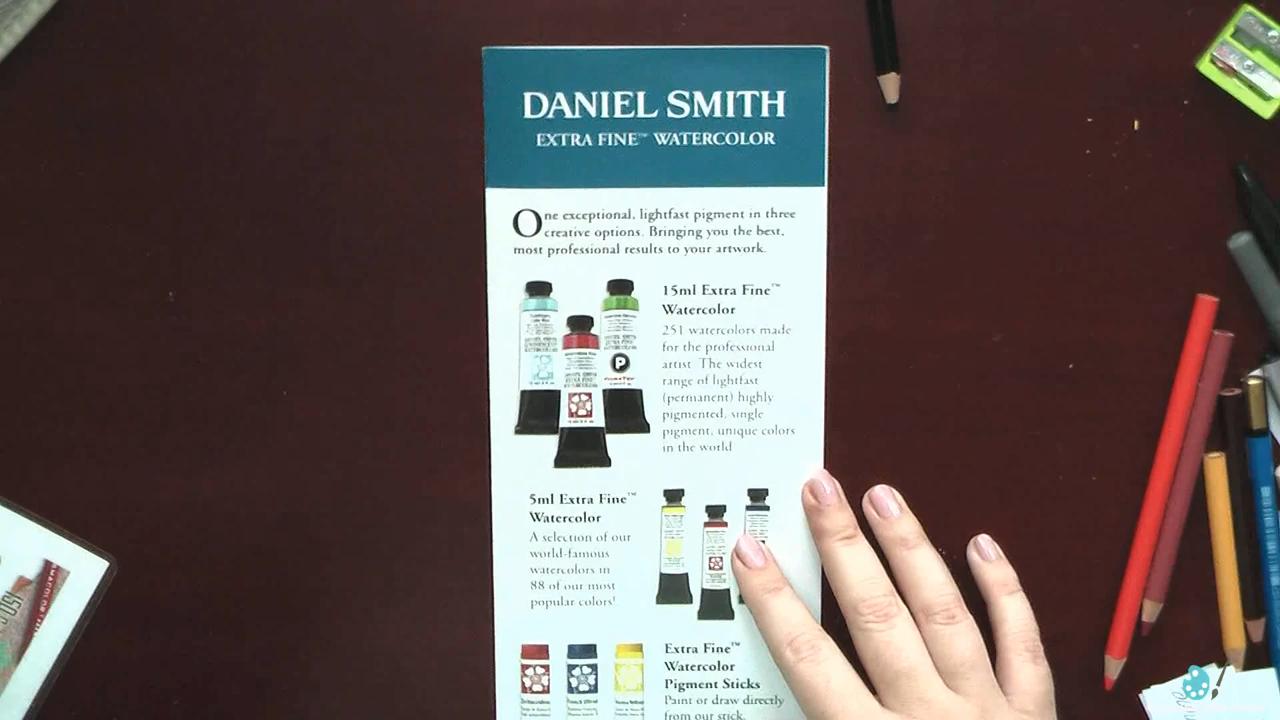 DANIEL SMITH
EXTRA FINE™ WATERCOLOR
One exceptional, lightfast pigment in three
creative options. Bringing you the best,
most professional results to your artwork.
15ml Extra Fine™
Watercolor
251 watercolors made
for the professional
artist. The widest
range of lightfast
(permanent) highly
pigmented, single
pigment, unique colors
in the world
P
5ml Extra Fine™
Watercolor
A selection of our
world-famous
watercolors in
88 of our most
popular colors!
Extra Fine™
Watercolor
Pigment Sticks
Paint or draw directly
from our stick.